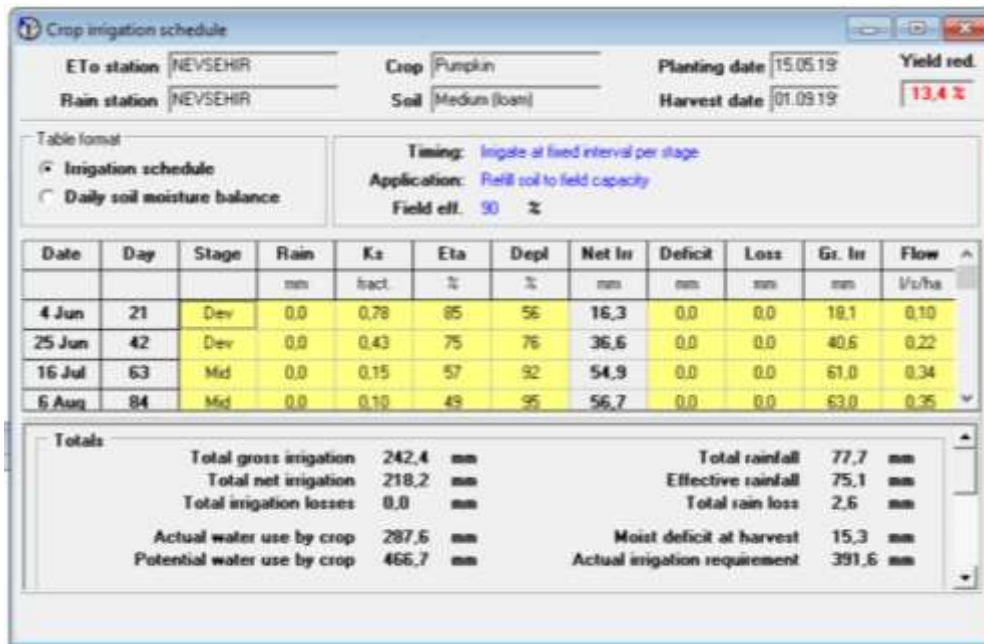 Crop irrigation schedule
ETo station NEVSEHIR Crop Pumpkin Planting date 15.05.19 Yield red.
Rain station NEVSEHIR Soil Medium (loam) Harvest date 01.09.19 13,4 %
Table format
Irrigation schedule
Daily soil moisture balance
Timing: Irrigate at fixed interval per stage
Application: Refill soil to field capacity
Field eff. 90 %
Date Day Stage Rain Ks Eta Depl Net Irr Deficit Loss Gr. Irr Flow
mm fract. % % mm mm mm mm l/s/ha
4 Jun 21 Dev 0,0 0,78 85 56 16,3 0,0 0,0 18,1 0,10
25 Jun 42 Dev 0,0 0,43 75 76 36,6 0,0 0,0 40,6 0,22
16 Jul 63 Mid 0,0 0,15 57 92 54,9 0,0 0,0 61,0 0,34
6 Aug 84 Mid 0,0 0,10 49 95 56,7 0,0 0,0 63,0 0,35
Totals
Total gross irrigation 242,4 mm Total rainfall 77,7 mm
Total net irrigation 218,2 mm Effective rainfall 75,1 mm
Total irrigation losses 0,0 mm Total rain loss 2,6 mm
Actual water use by crop 287,6 mm Moist deficit at harvest 15,3 mm
Potential water use by crop 466,7 mm Actual irrigation requirement 391,6 mm